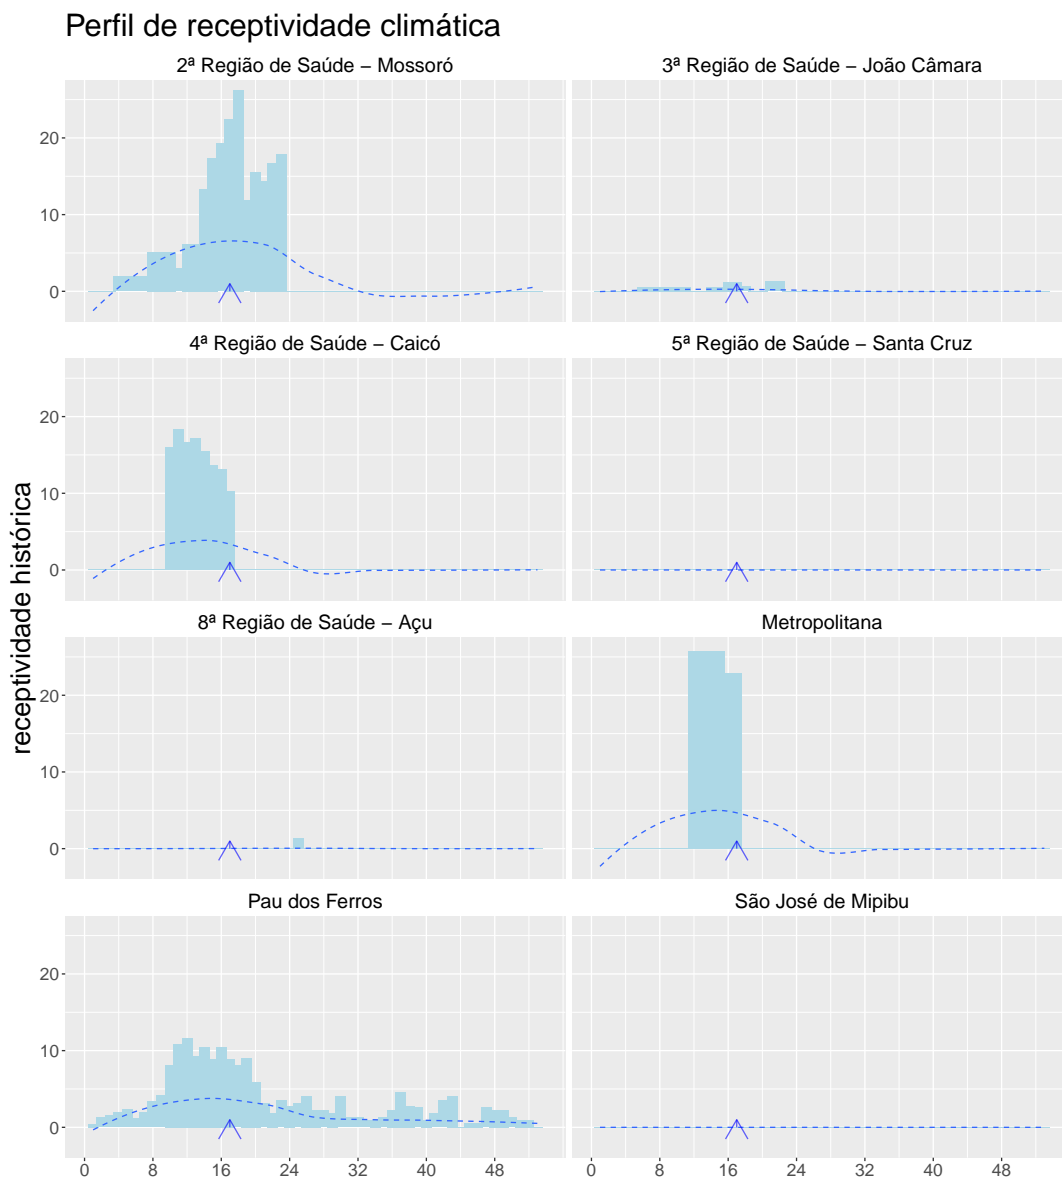 Perfil de receptividade climática
2ª Região de Saúde – Mossoró
3ª Região de Saúde – João Câmara
20
10
0
4ª Região de Saúde – Caicó
5ª Região de Saúde – Santa Cruz
20
10
0
receptividade histórica
8ª Região de Saúde – Açu
Metropolitana
20
10
0
Pau dos Ferros
São José de Mipibu
20
10
0
0 8 16 24 32 40 48
0 8 16 24 32 40 48